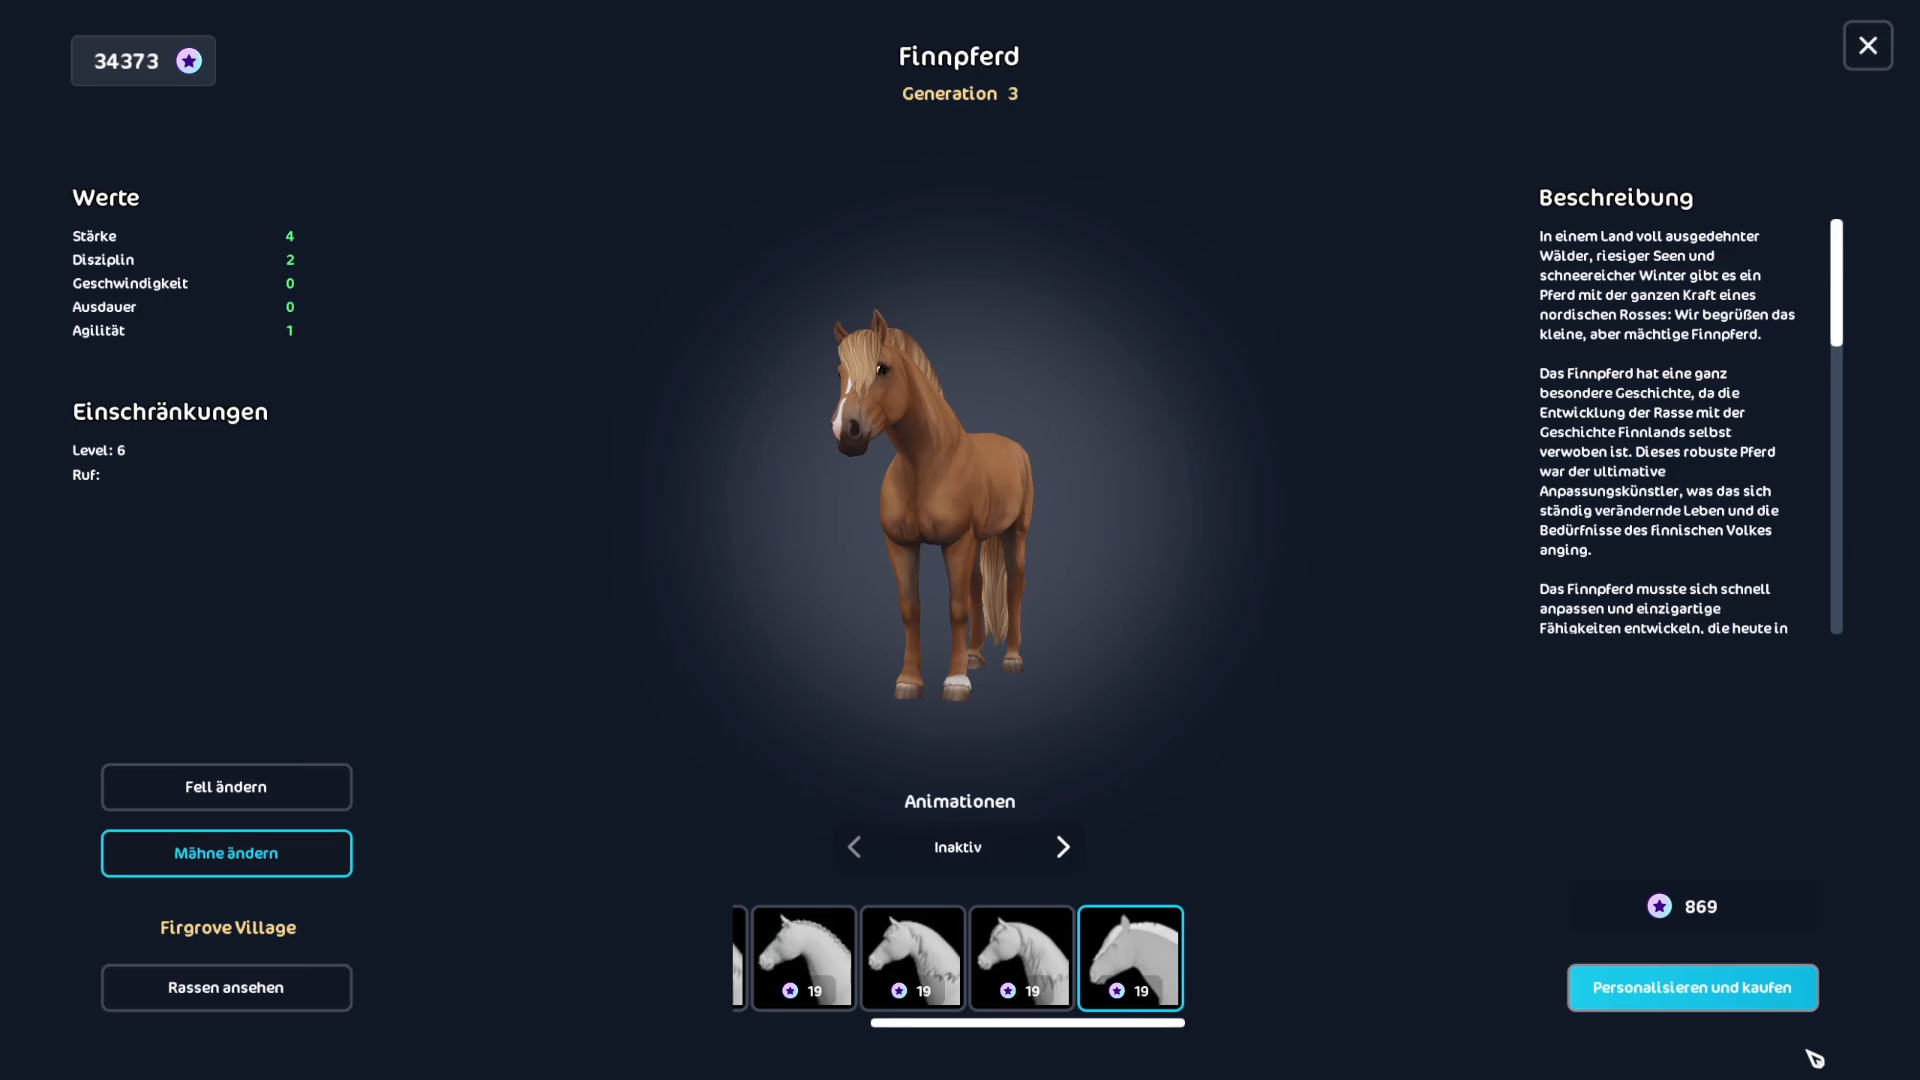 34373
Finnpferd
Generation 3
Werte
Stärke 4
Disziplin 2
Geschwindigkeit 0
Ausdauer 0
Agilität 1
Einschränkungen
Level: 6
Ruf:
Beschreibung
In einem Land voll ausgedehnter
Wälder, riesiger Seen und
schneereicher Winter gibt es ein
Pferd mit der ganzen Kraft eines
nordischen Rosses: Wir begrüßen das
kleine, aber mächtige Finnpferd.
Das Finnpferd hat eine ganz
besondere Geschichte, da die
Entwicklung der Rasse mit der
Geschichte Finnlands selbst
verwoben ist. Dieses robuste Pferd
war der ultimative
Anpassungskünstler, was das sich
ständig verändernde Leben und die
Bedürfnisse des finnischen Volkes
anging.
Das Finnpferd musste sich schnell
anpassen und einzigartige
Fähigkeiten entwickeln, die heute in
Fell ändern
Mähne ändern
Firgrove Village
Rassen ansehen
Animationen
Inaktiv
19 19 19 19
869
Personalisieren und kaufen